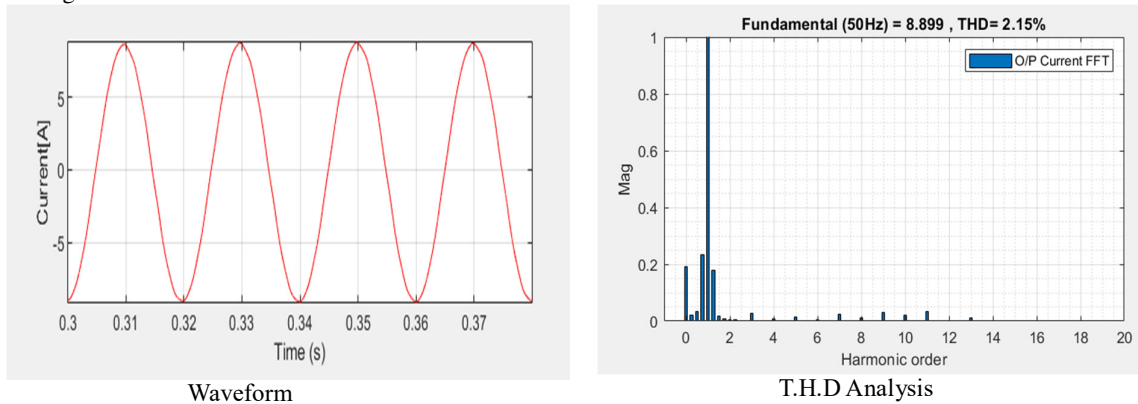 Current[A]
5
0
-5
0.3 0.31 0.32 0.33 0.34 0.35 0.36 0.37
Time (s)
Waveform
Fundamental (50Hz) = 8.899 , THD= 2.15%
O/P Current FFT
Mag
1
0.8
0.6
0.4
0.2
0
0 2 4 6 8 10 12 14 16 18 20
Harmonic order
T.H.D Analysis